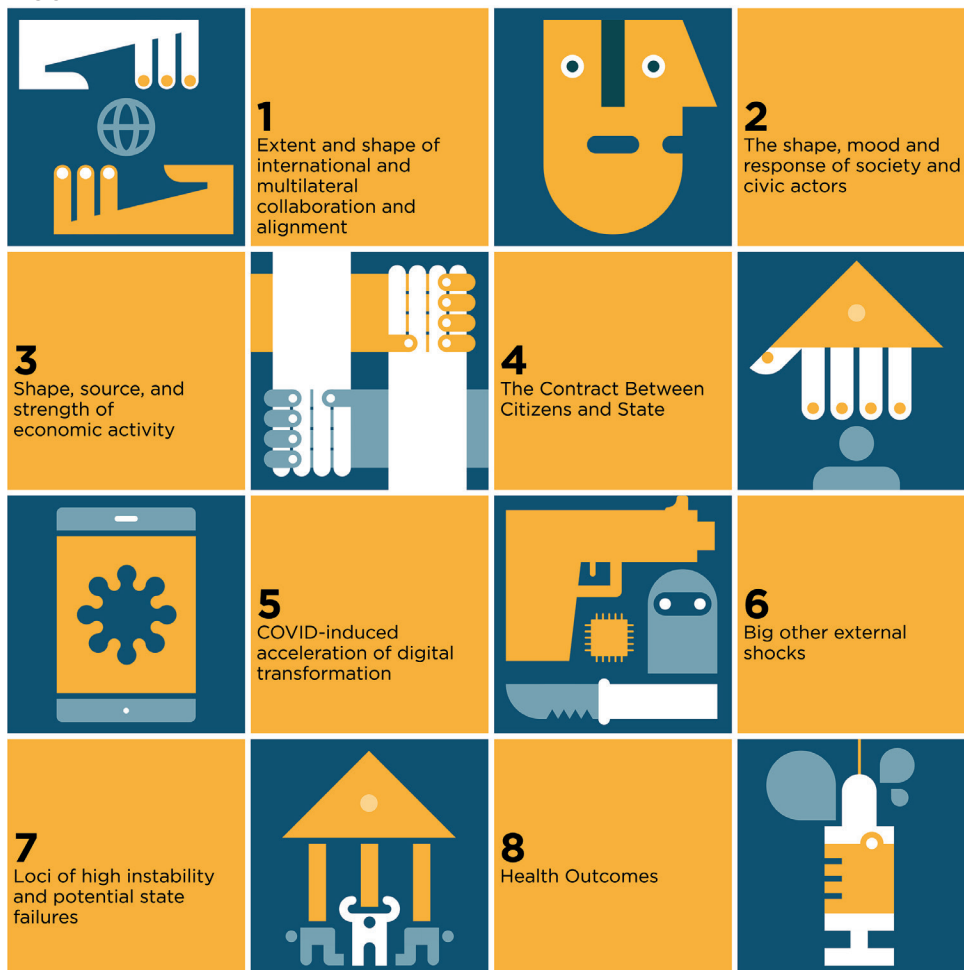 1
Extent and shape of
international and
multilateral
collaboration and
alignment
2
The shape, mood and
response of society and
civic actors
3
Shape, source, and
strength of
economic activity
4
The Contract Between
Citizens and State
5
COVID-induced
acceleration of digital
transformation
6
Big other external
shocks
7
Loci of high instability
and potential state
failures
8
Health Outcomes